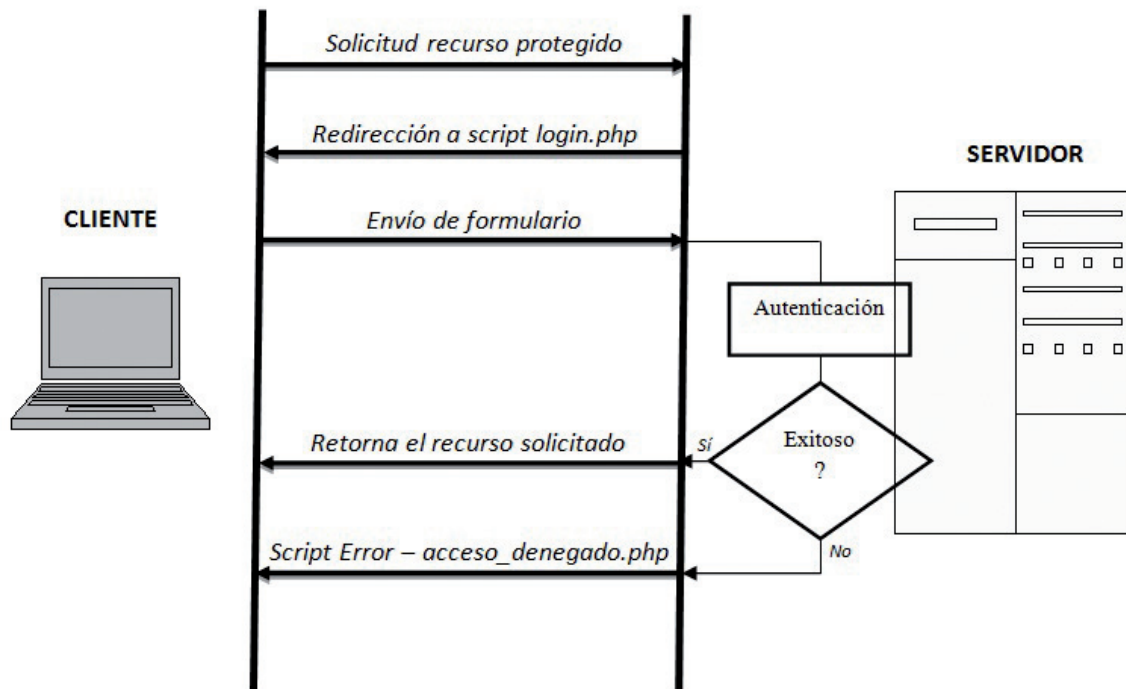 Solicitud recurso protegido
Redirección a script login.php
SERVIDOR
CLIENTE
Envío de formulario
Autenticación
Retorna el recurso solicitado
Sí
Exitoso
?
Script Error – acceso_denegado.php
No